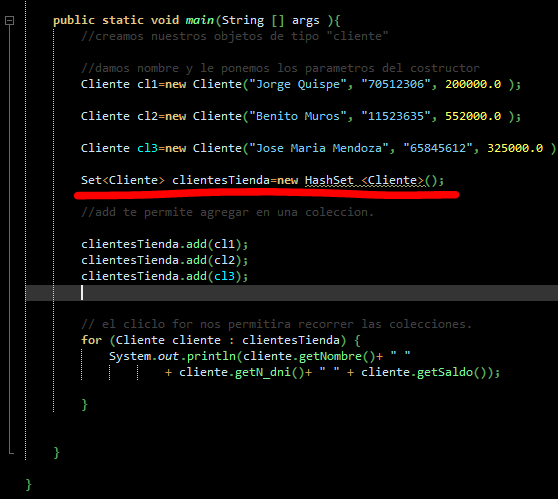 public static void main(String [] args ){
//creamos nuestros objetos de tipo "cliente"
//damos nombre y le ponemos los parametros del costructor
Cliente cl1=new Cliente("Jorge Quispe", "70512306", 200000.0 );
Cliente cl2=new Cliente("Benito Muros", "11523635", 552000.0 );
Cliente cl3=new Cliente("Jose Maria Mendoza", "65845612", 325000.0 )
Set<Cliente> clientesTienda=new HashSet <Cliente>();
//add te permite agregar en una coleccion.
clientesTienda.add(cl1);
clientesTienda.add(cl2);
clientesTienda.add(cl3);
// el cliclo for nos permitira recorrer las colecciones.
for (Cliente cliente : clientesTienda) {
System.out.println(cliente.getNombre()+ " "
+ cliente.getN_dni()+ " " + cliente.getSaldo());
}
}
}